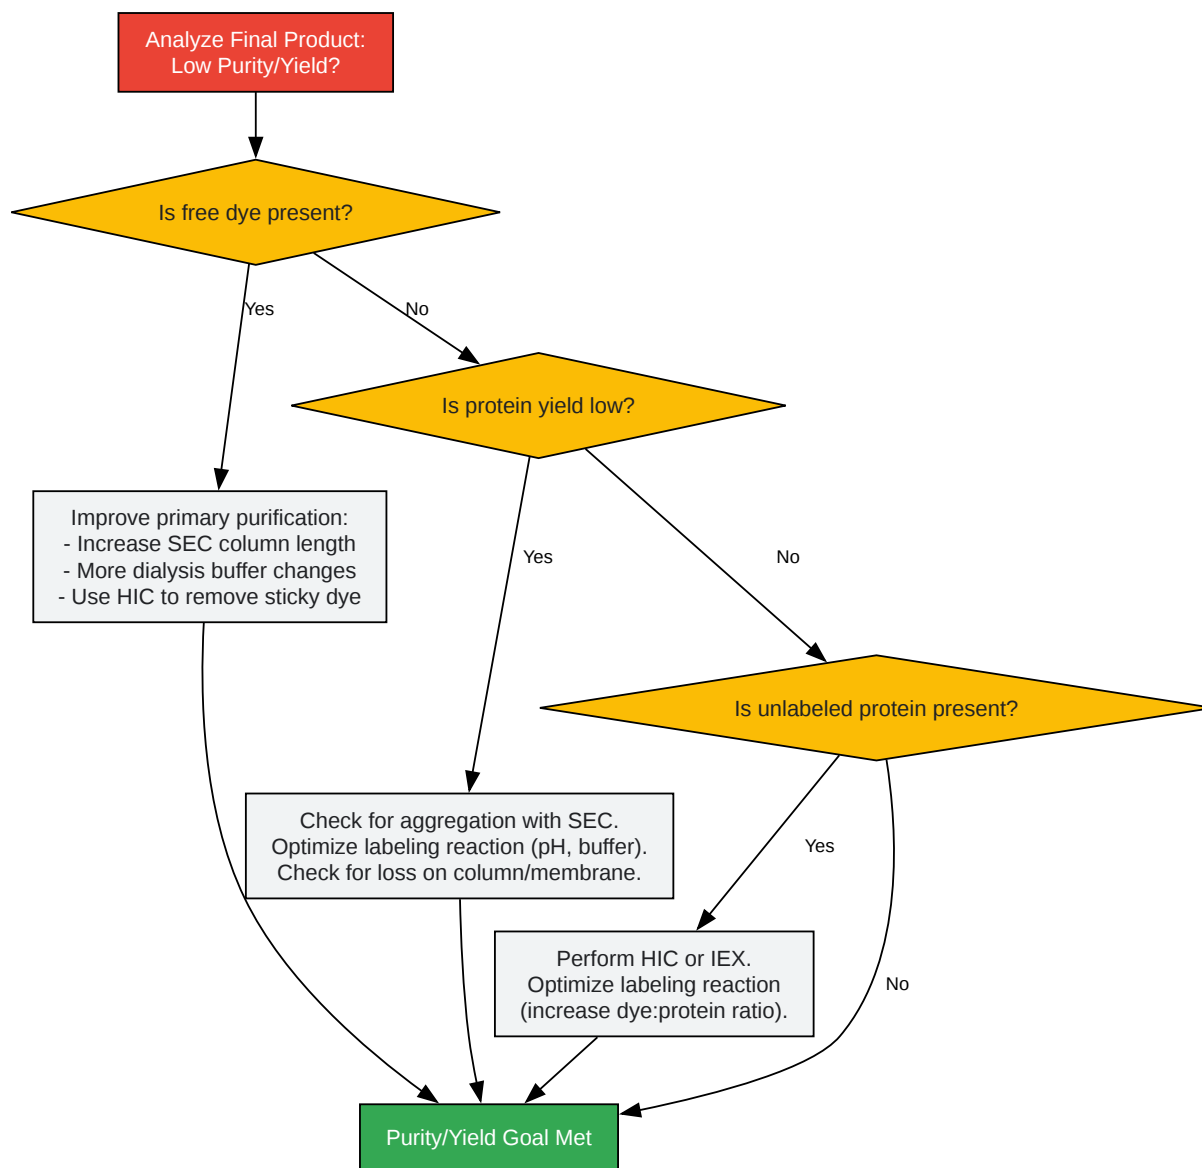 Analyze Final Product:
Low Purity/Yield?
Is free dye present?
Yes
No
Is protein yield low?
Improve primary purification:
- Increase SEC column length
- More dialysis buffer changes
- Use HIC to remove sticky dye
Yes
No
Is unlabeled protein present?
Check for aggregation with SEC.
Optimize labeling reaction (pH, buffer).
Check for loss on column/membrane.
Yes
Perform HIC or IEX.
Optimize labeling reaction
(increase dye:protein ratio).
No
Purity/Yield Goal Met